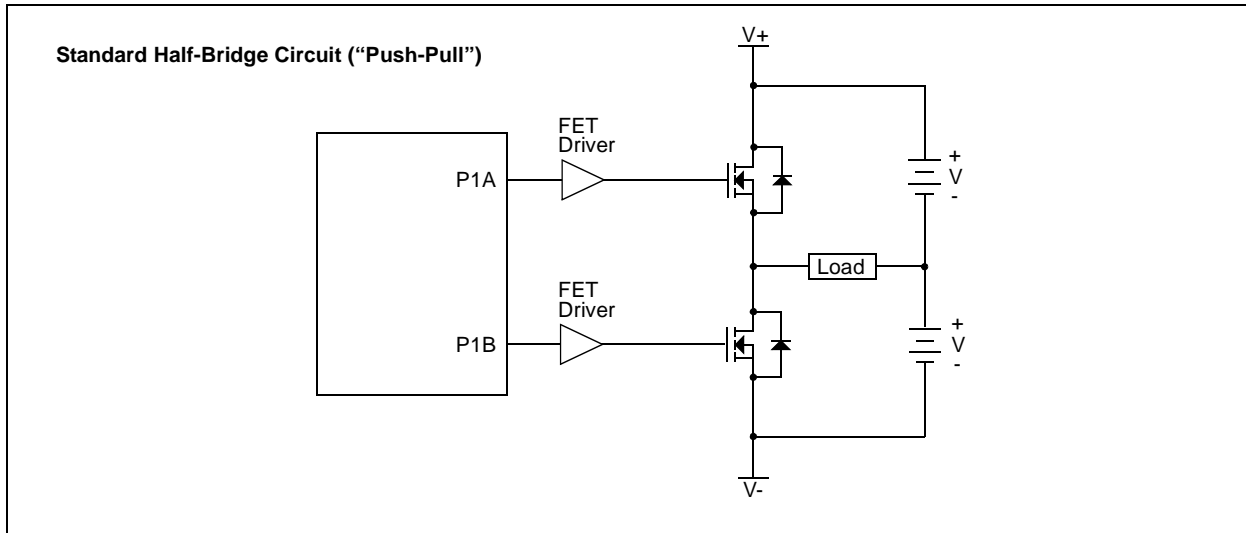 Standard Half-Bridge Circuit (“Push-Pull”)
V+
FET
Driver
P1A
+
V
-
Load
FET
Driver
P1B
+
V
-
V-